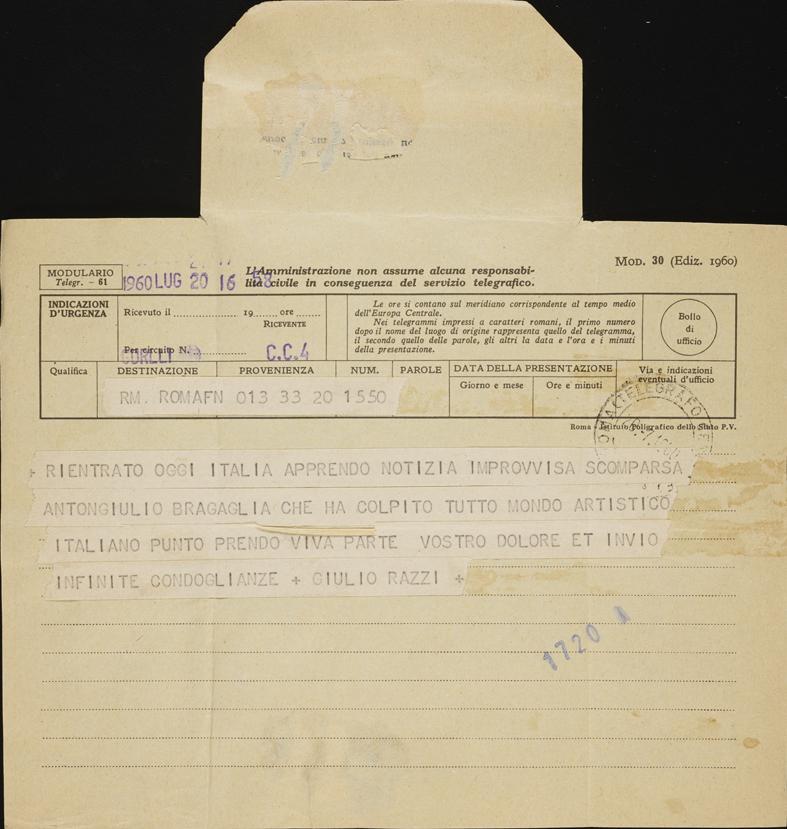 MOD. 30 (Ediz. 1960)
MODULARIO
Telegr. - 61
1960 LUG 20 16 58
L'Amministrazione non assume alcuna responsabi-
lità civile in conseguenza del servizio telegrafico.
INDICAZIONI
D'URGENZA
Ricevuto il 19 ore
RICEVENTE
Per circuito N.
C.C.4
Le ore si contano sul meridiano corrispondente al tempo medio
dell'Europa Centrale.
Nei telegrammi impressi a caratteri romani, il primo numero
dopo il nome del luogo di origine rappresenta quello del telegramma,
il secondo quello delle parole, gli altri la data e l'ora e i minuti
della presentazione.
Bollo
di
ufficio
Qualifica DESTINAZIONE PROVENIENZA NUM. PAROLE DATA DELLA PRESENTAZIONE Via e indicazioni
eventuali d'ufficio
Giorno e mese Ore e minuti
RM. ROMAFN 013 33 20 1550
Roma - Istituto Poligrafico dello Stato P.V.
+ RIENTRATO OGGI ITALIA APPRENDO NOTIZIA IMPROVVISA SCOMPARSA
ANTONGIULIO BRAGAGLIA CHE HA COLPITO TUTTO MONDO ARTISTICO
ITALIANO PUNTO PRENDO VIVA PARTE VOSTRO DOLORE ET INVIO
INFINITE CONDOGLIANZE + GIULIO RAZZI +
1720